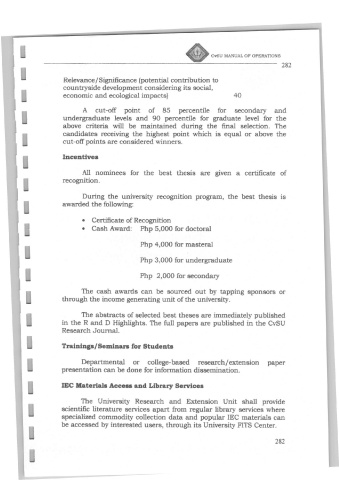 CvSU MANUAL OF OPERATIONS
282
Relevance/Significance (potential contribution to
countryside development considering its social,
economic and ecological impacts) 40
A cut-off point of 85 percentile for secondary and
undergraduate levels and 90 percentile for graduate level for the
above criteria will be maintained during the final selection. The
candidates receiving the highest point which is equal or above the
cut-off points are considered winners.
Incentives
All nominees for the best thesis are given a certificate of
recognition.
During the university recognition program, the best thesis is
awarded the following:
• Certificate of Recognition
• Cash Award: Php 5,000 for doctoral
Php 4,000 for masteral
Php 3,000 for undergraduate
Php 2,000 for secondary
The cash awards can be sourced out by tapping sponsors or
through the income generating unit of the university.
The abstracts of selected best theses are immediately published
in the R and D Highlights. The full papers are published in the CvSU
Research Journal.
Trainings/Seminars for Students
Departmental or college-based research/extension paper
presentation can be done for information dissemination.
IEC Materials Access and Library Services
The University Research and Extension Unit shall provide
scientific literature services apart from regular library services where
specialized commodity collection data and popular IEC materials can
be accessed by interested users, through its University FITS Center.
282